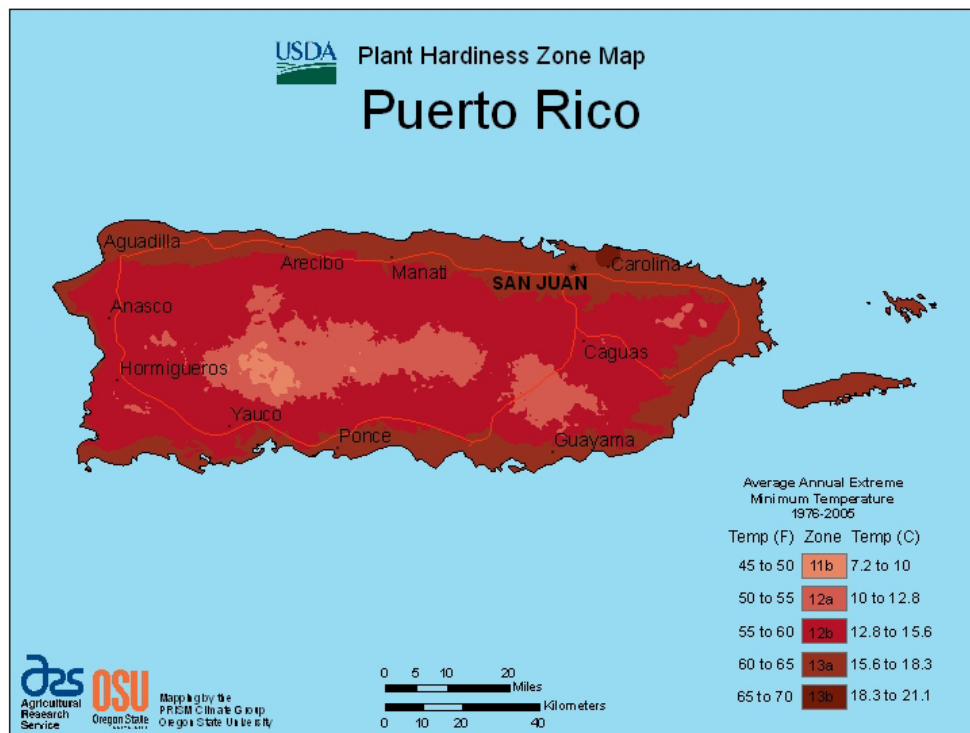 USDA
Plant Hardiness Zone Map
Puerto Rico
Aguadilla
Arecibo
Manati
SAN JUAN
Carolina
Anasco
Caguas
Hormigueros
Yauco
Ponce
Guayama
Average Annual Extreme
Minimum Temperature
1976-2005
Temp (F) Zone Temp (C)
45 to 50 11b 7.2 to 10
50 to 55 12a 10 to 12.8
55 to 60 12b 12.8 to 15.6
60 to 65 13a 15.6 to 18.3
65 to 70 13b 18.3 to 21.1
ars
Agricultural
Research
Service
OSU
Oregon State
Mapping by the
PRISM Climate Group
Oregon State University
0 5 10 20
Miles
Kilometers
0 10 20 40